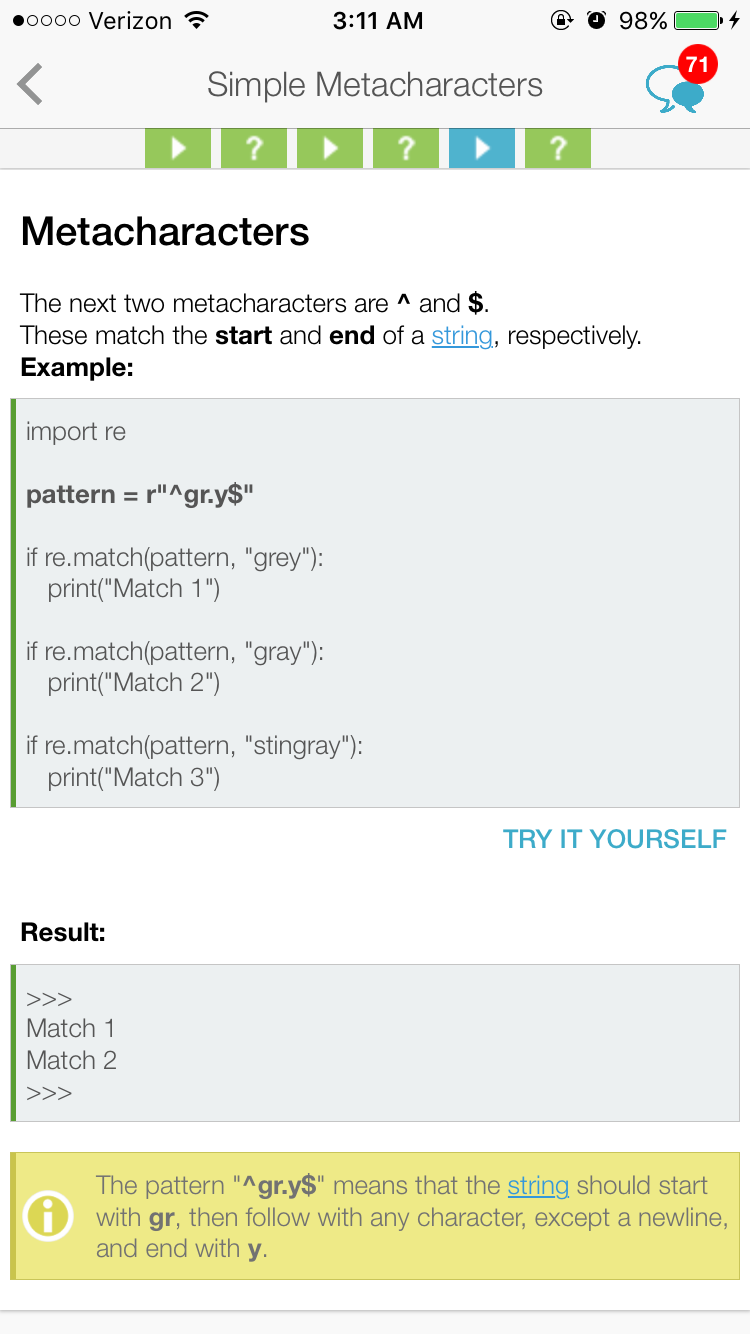 Verizon 3:11 AM 98%
Simple Metacharacters 71
? ? ?
Metacharacters
The next two metacharacters are ^ and $.
These match the start and end of a string, respectively.
Example:
import re
pattern = r"^gr.y$"
if re.match(pattern, "grey"):
   print("Match 1")
if re.match(pattern, "gray"):
   print("Match 2")
if re.match(pattern, "stingray"):
   print("Match 3")
TRY IT YOURSELF
Result:
>>>
Match 1
Match 2
>>>
The pattern "^gr.y$" means that the string should start
with gr, then follow with any character, except a newline,
and end with y.